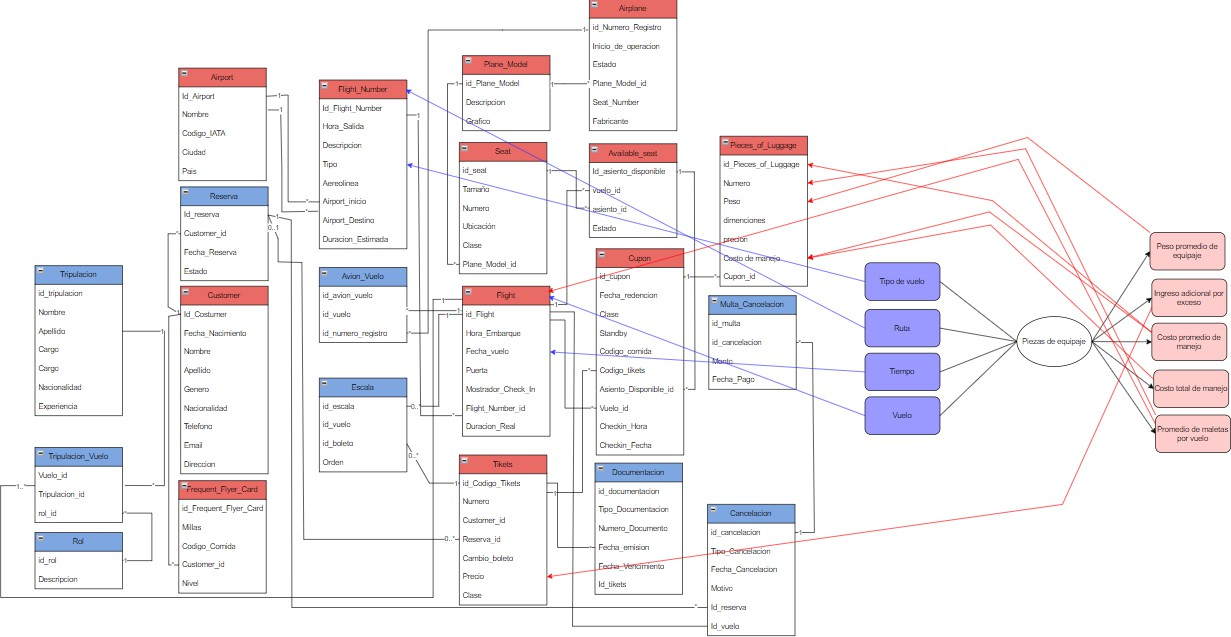 Airplane
id_Numero_Registro
Inicio_de_operacion
Estado
Plane_Model_id
Seat_Number
Fabricante
Plane_Model
id_Plane_Model
Descripcion
Grafico
Airport
Id_Airport
Nombre
Codigo_IATA
Ciudad
Pais
Flight_Number
Id_Flight_Number
Hora_Salida
Descripcion
Tipo
Aereolinea
Airport_inicio
Airport_Destino
Duracion_Estimada
Seat
id_seat
Tamaño
Numero
Ubicación
Clase
Plane_Model_id
Available_seat
Id_asiento_disponible
vuelo_id
asiento_id
Estado
Pieces_of_Luggage
id_Pieces_of_Luggage
Numero
Peso
dimenciones
precion
Costo de manejo
Cupon_id
Reserva
Id_reserva
Customer_id
Fecha_Reserva
Estado
Tripulacion
id_tripulacion
Nombre
Apellido
Cargo
Cargo
Nacionalidad
Experiencia
Customer
Id_Costumer
Fecha_Nacimiento
Nombre
Apellido
Genero
Nacionalidad
Telefono
Email
Direccion
Avion_Vuelo
id_avion_vuelo
id_vuelo
id_numero_registro
Flight
id_Flight
Hora_Embarque
Fecha_vuelo
Puerta
Mostrador_Check_In
Flight_Number_id
Duracion_Real
Cupon
id_cupon
Fecha_redencion
Clase
Standby
Codigo_comida
Codigo_tikets
Asiento_Disponible_id
Vuelo_id
Checkin_Hora
Checkin_Fecha
Multa_Cancelacion
id_multa
id_cancelacion
Monto
Fecha_Pago
Escala
id_escala
id_vuelo
id_boleto
Orden
Tripulacion_Vuelo
Vuelo_id
Tripulacion_id
rol_id
Rol
id_rol
Descripcion
Frequent_Flyer_Card
id_Frequent_Flyer_Card
Millas
Codigo_Comida
Customer_id
Nivel
Tikets
id_Codigo_Tikets
Numero
Customer_id
Reserva_id
Cambio_boleto
Precio
Clase
Documentacion
id_documentacion
Tipo_Documentacion
Numero_Documento
Fecha_emision
Fecha_Vencimiento
Id_tikets
Cancelacion
id_cancelacion
Tipo_Cancelacion
Fecha_Cancelacion
Motivo
Id_reserva
Id_vuelo
Tipo de vuelo
Ruta
Tiempo
Vuelo
Piezas de equipaje
Peso promedio de
equipaje
Ingreso adicional por
exceso
Costo promedio de
manejo
Costo total de manejo
Promedio de maletas
por vuelo